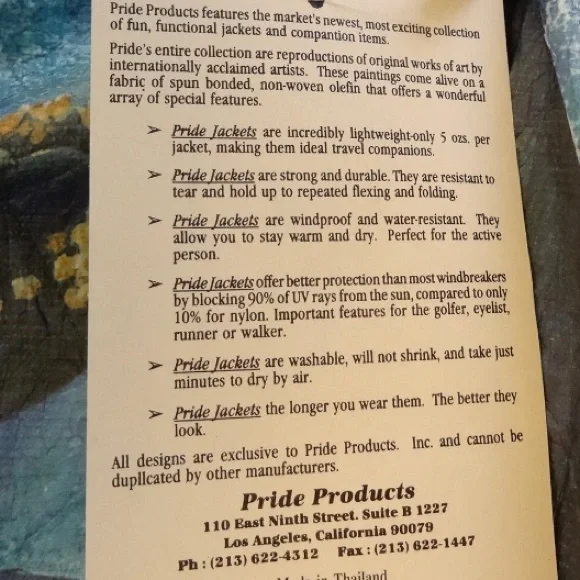 Pride Products features the market's newest, most exciting collection
of fun, functional jackets and compantion items.
Pride's entire collection are reproductions of original works of art by
internationally acclaimed artists. These paintings come alive on a
fabric of spun bonded, non-woven olefin that offers a wonderful
array of special features.
➢ Pride Jackets are incredibly lightweight-only 5 ozs. per
jacket, making them ideal travel companions.
➢ Pride Jackets are strong and durable. They are resistant to
tear and hold up to repeated flexing and folding.
➢ Pride Jackets are windproof and water-resistant. They
allow you to stay warm and dry. Perfect for the active
person.
➢ Pride Jackets offer better protection than most windbreakers
by blocking 90% of UV rays from the sun, compared to only
10% for nylon. Important features for the golfer, eyelist,
runner or walker.
➢ Pride Jackets are washable, will not shrink, and take just
minutes to dry by air.
➢ Pride Jackets the longer you wear them. The better they
look.
All designs are exclusive to Pride Products. Inc. and cannot be
dupllcated by other manufacturers.
Pride Products
110 East Ninth Street. Suite B 1227
Los Angeles, California 90079
Ph : (213) 622-4312 Fax : (213) 622-1447
Made in Thailand